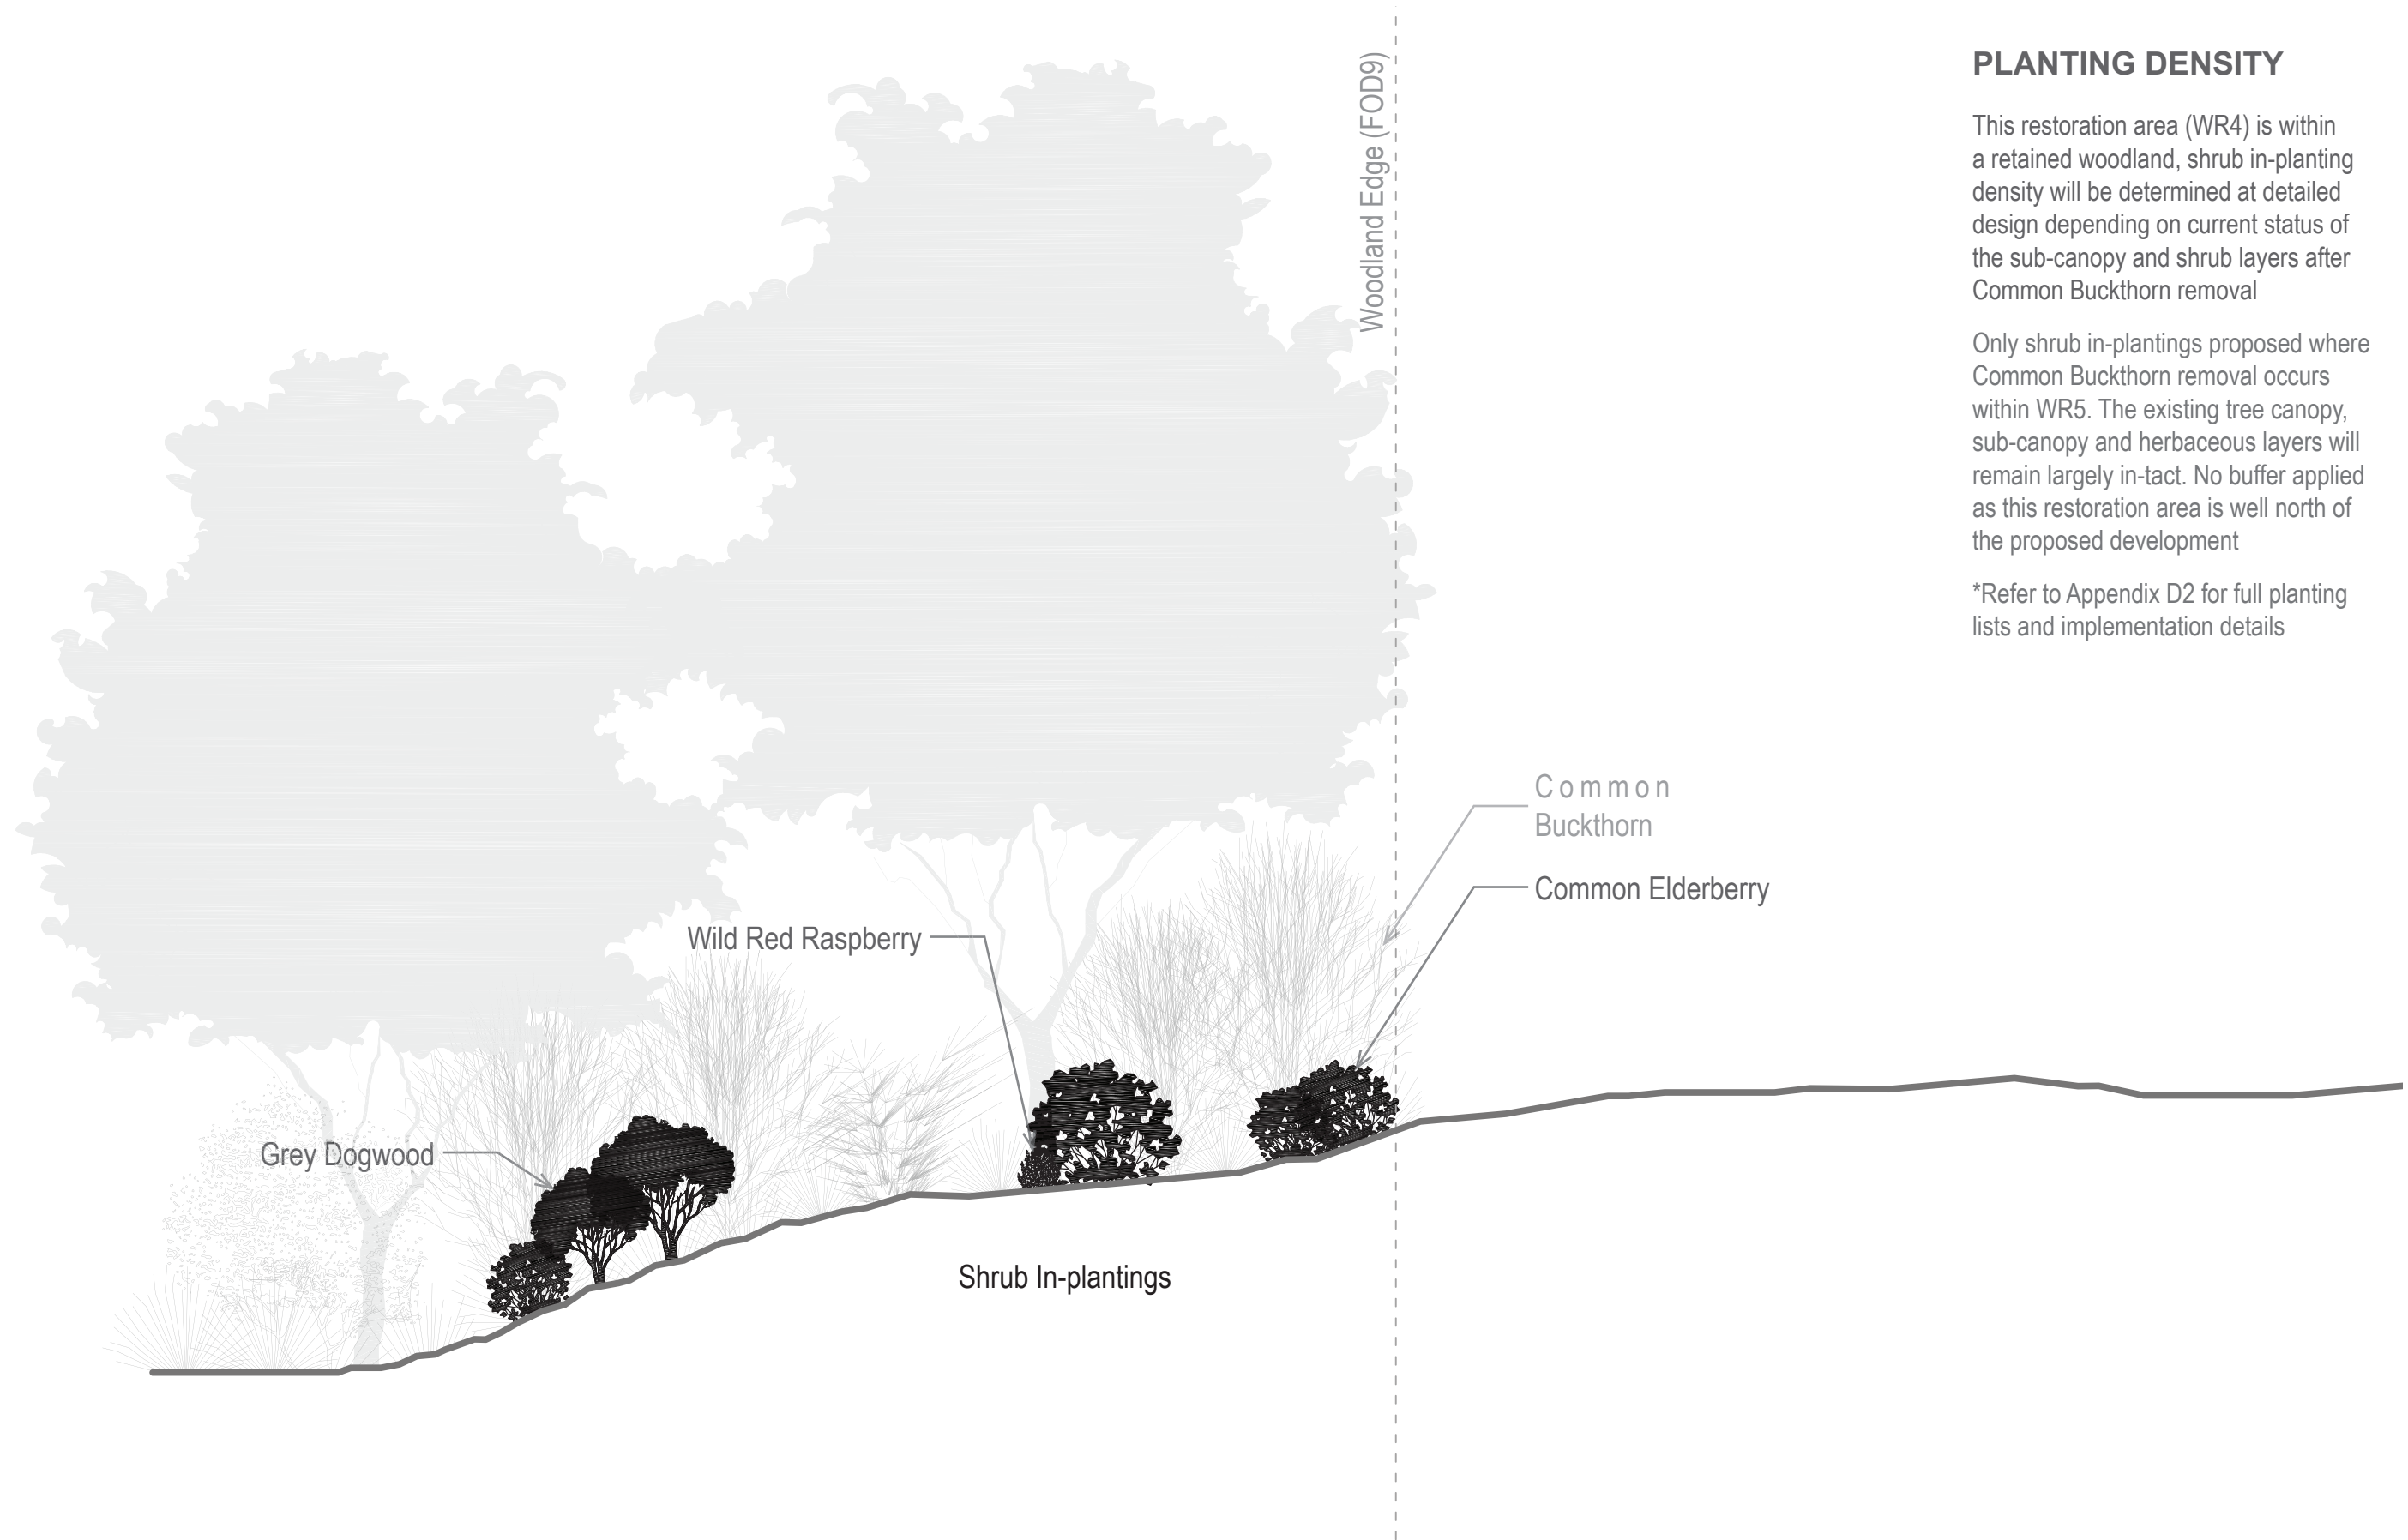 PLANTING DENSITY
This restoration area (WR4) is within
a retained woodland, shrub in-planting
density will be determined at detailed
design depending on current status of
the sub-canopy and shrub layers after
Common Buckthorn removal
Only shrub in-plantings proposed where
Common Buckthorn removal occurs
within WR5. The existing tree canopy,
sub-canopy and herbaceous layers will
remain largely in-tact. No buffer applied
as this restoration area is well north of
the proposed development
*Refer to Appendix D2 for full planting
lists and implementation details
Woodland Edge (FOD9)
Common
Buckthorn
Common Elderberry
Wild Red Raspberry
Grey Dogwood
Shrub In-plantings